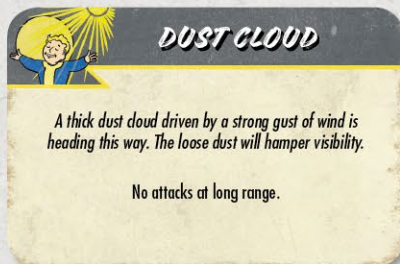 DUST CLOUD
A thick dust cloud driven by a strong gust of wind is
heading this way. The loose dust will hamper visibility.
No attacks at long range.